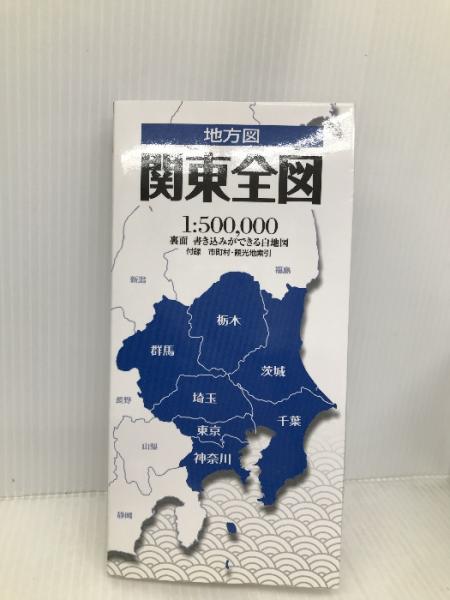 地方図
関東全図
1:500,000
裏面 書き込みができる白地図
付録 市町村・観光地索引
福島
新潟
栃木
群馬
茨城
埼玉
長野
千葉
東京
山梨
神奈川
静岡